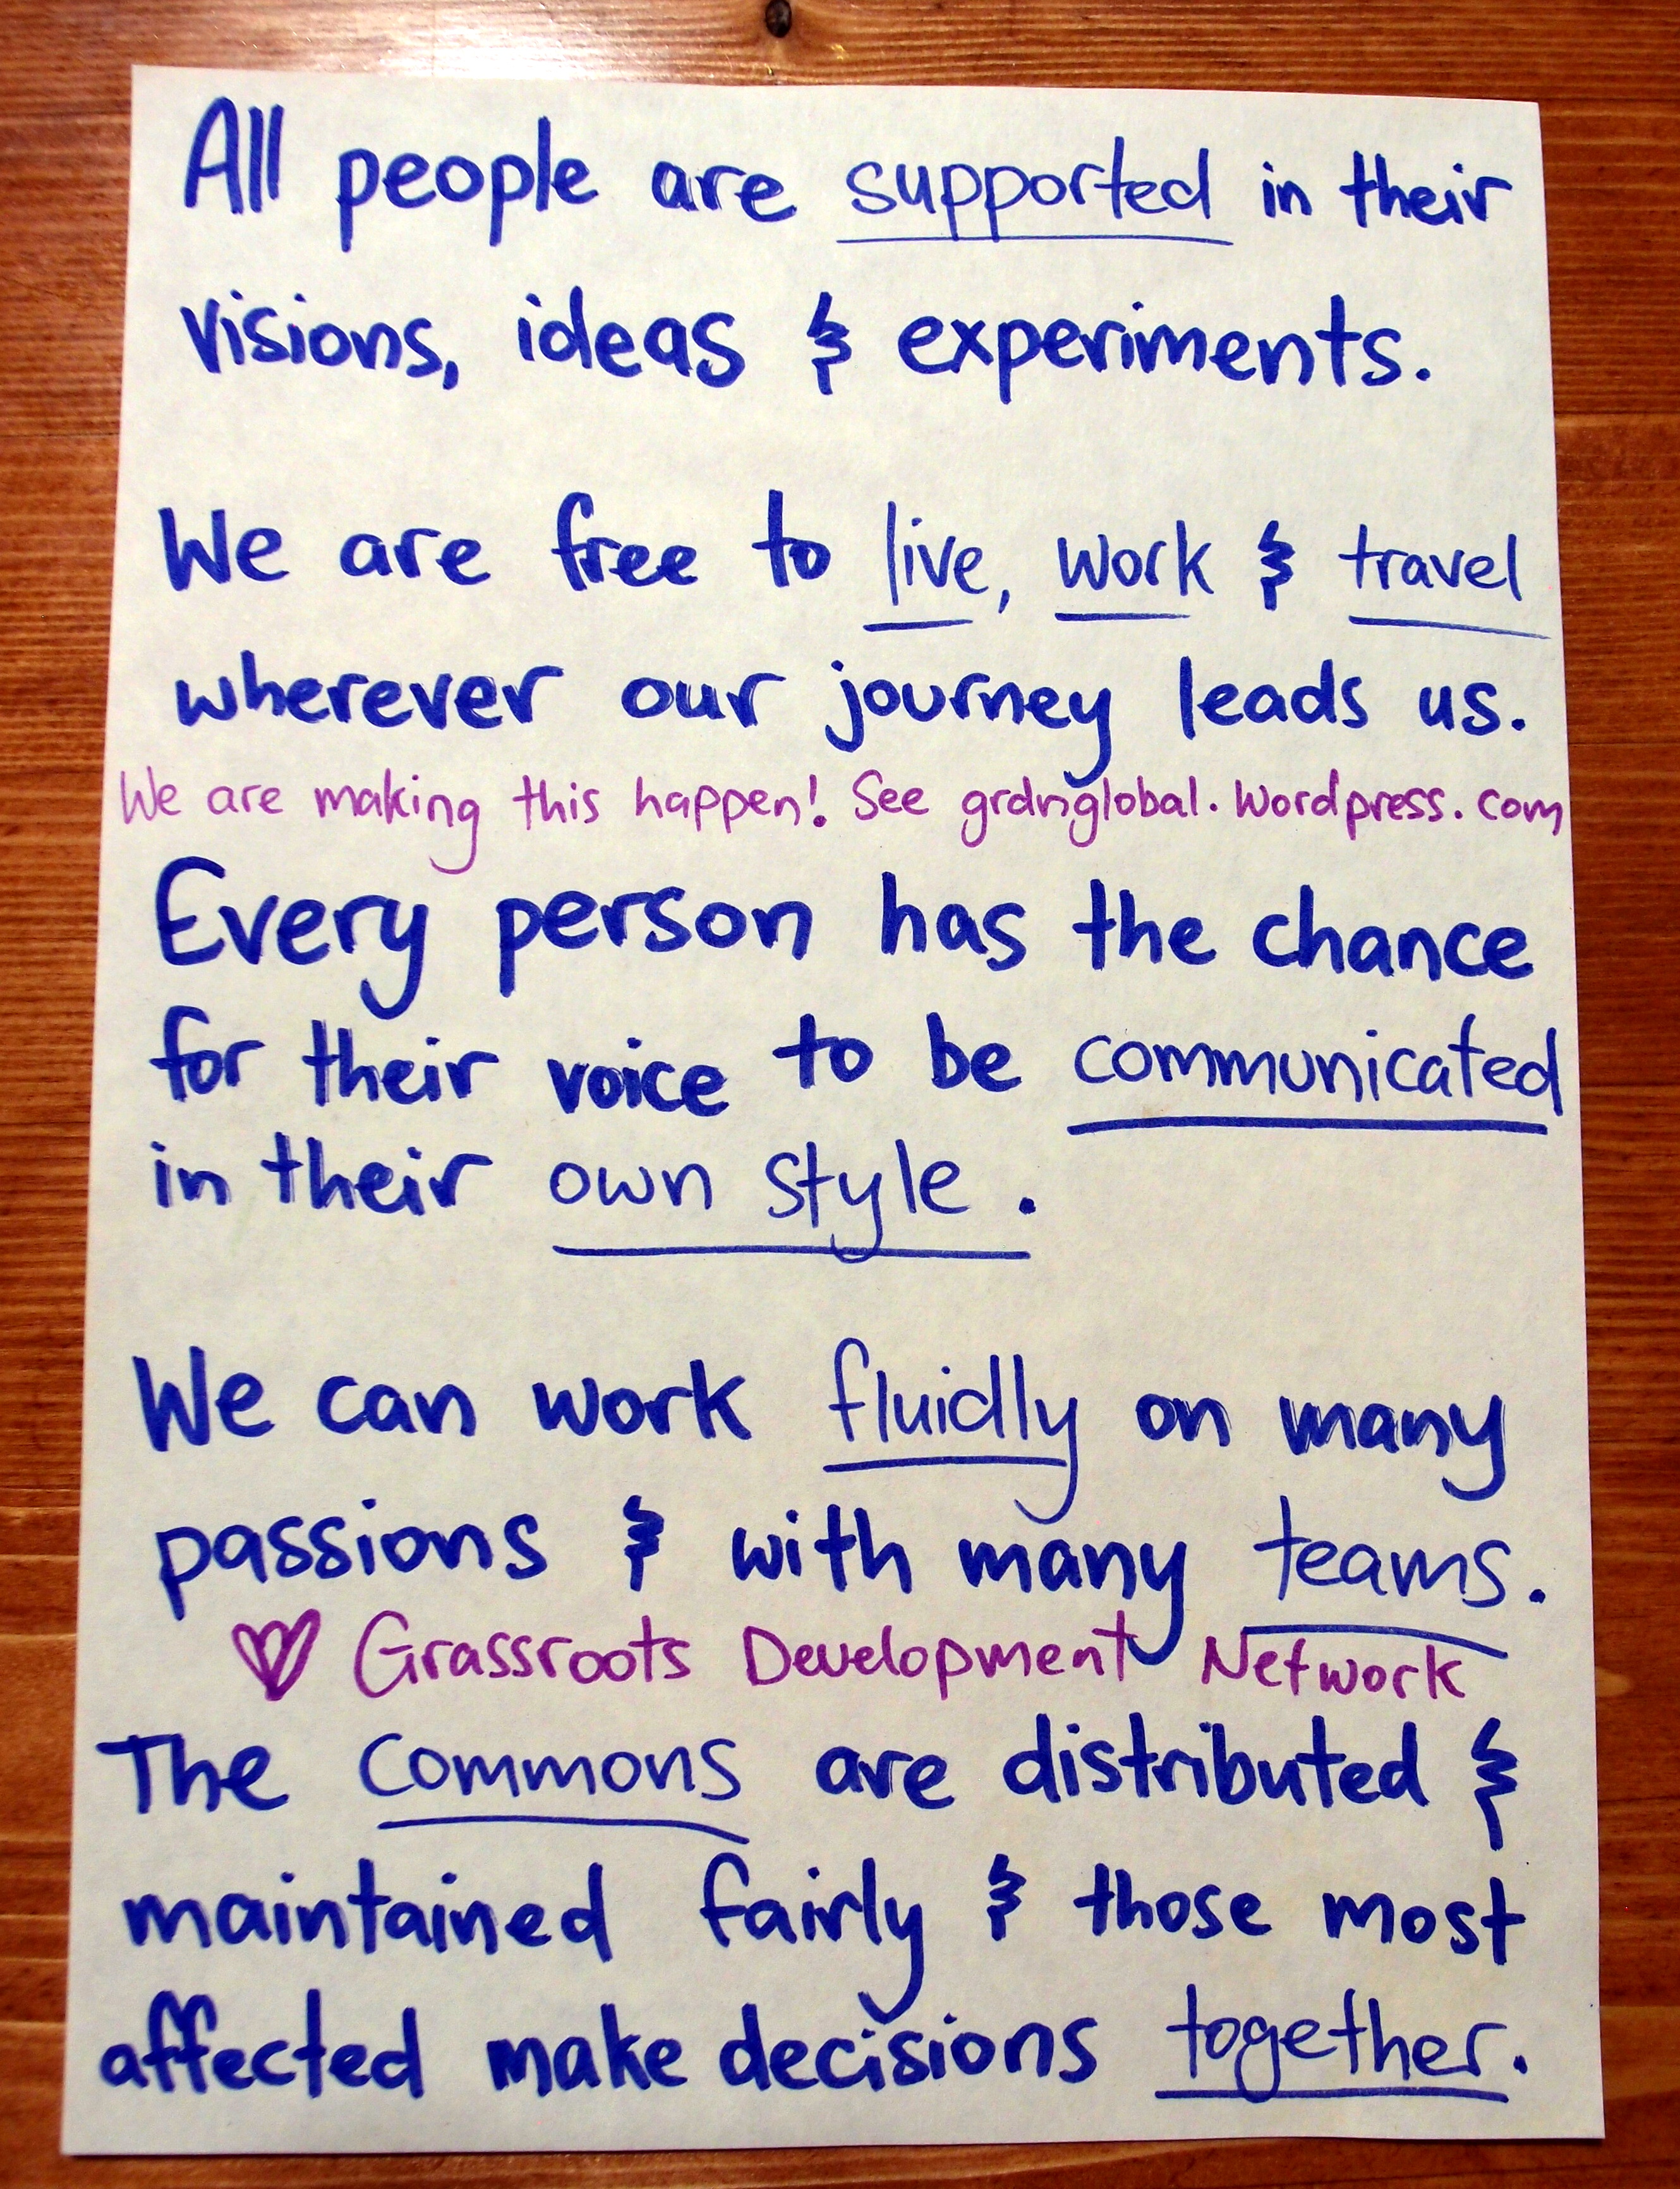 All people are supported in their
visions, ideas & experiments.
We are free to live, work & travel
wherever our journey leads us.
We are making this happen! See grdnglobal.wordpress.com
Every person has the chance
for their voice to be communicated
in their own style.
We can work fluidly on many
passions & with many teams.
♡ Grassroots Development Network
The commons are distributed &
maintained fairly & those most
affected make decisions together.